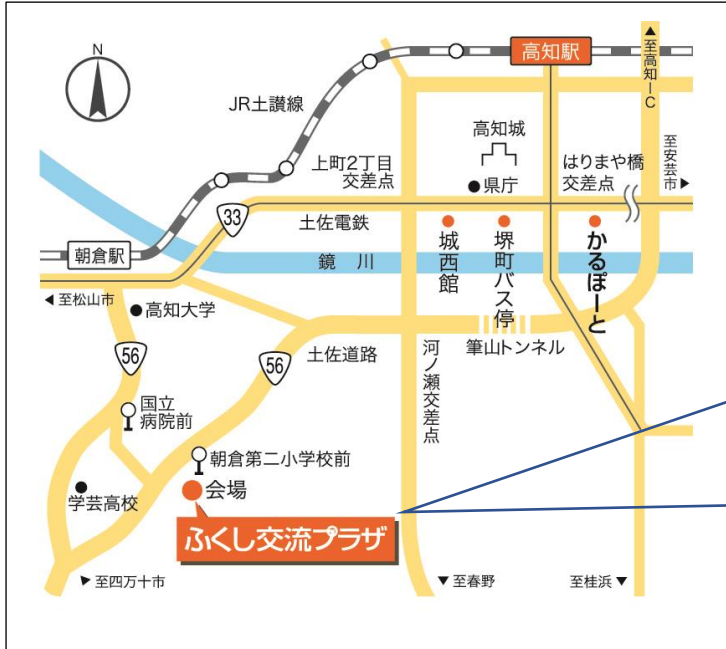 N
高知駅
至高知IC
JR土讃線
高知城
上町2丁目
交差点
県庁
はりまや橋
交差点
至安芸市
33
土佐電鉄
朝倉駅
鏡川
城西館
堺町バス停
かるぽーと
至松山市
高知大学
56
56
土佐道路
筆山トンネル
河ノ瀬交差点
国立
病院前
朝倉第二小学校前
会場
学芸高校
ふくし交流プラザ
至四万十市
至春野
至桂浜